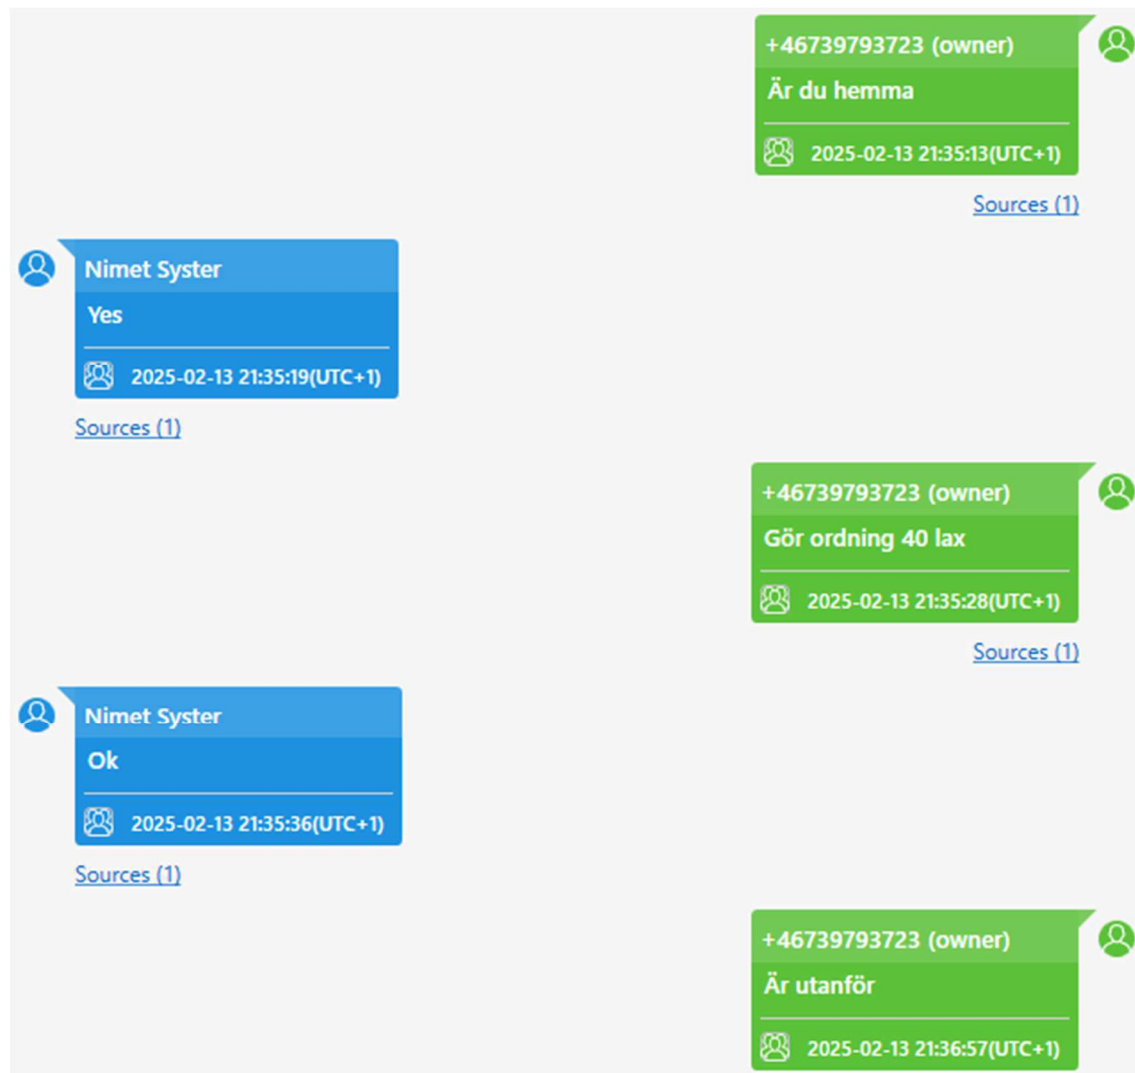 +46739793723 (owner)
Är du hemma
2025-02-13 21:35:13(UTC+1)
Sources (1)
Nimet Syster
Yes
2025-02-13 21:35:19(UTC+1)
Sources (1)
+46739793723 (owner)
Gör ordning 40 lax
2025-02-13 21:35:28(UTC+1)
Sources (1)
Nimet Syster
Ok
2025-02-13 21:35:36(UTC+1)
Sources (1)
+46739793723 (owner)
Är utanför
2025-02-13 21:36:57(UTC+1)